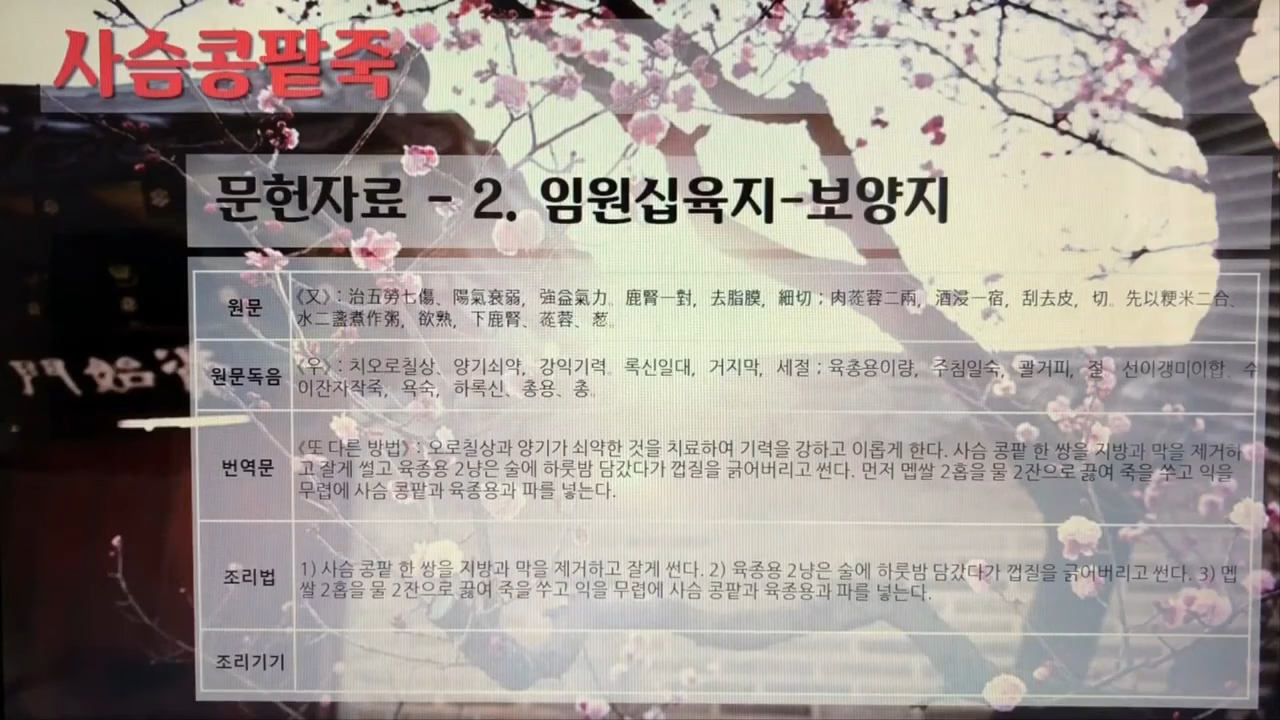 사슴콩팥죽
문헌자료 - 2. 임원십육지-보양지
원문
《又》: 治五勞七傷、陽氣衰弱, 強益氣力。鹿腎一對, 去脂膜, 細切 ; 肉蓯蓉二兩, 酒浸一宿, 刮去皮, 切。先以粳米二合、
水二盞煮作粥, 欲熟, 下鹿腎、蓯蓉、葱。
원문독음
《우》: 치오로칠상、양기쇠약, 강익기력。록신일대, 거지막, 세절 ; 육종용이량, 주침일숙, 괄거피, 절。선이갱미이합、수
이잔자작죽, 욕숙, 하록신、총용、총。
번역문
《또 다른 방법》: 오로칠상과 양기가 쇠약한 것을 치료하여 기력을 강하고 이롭게 한다. 사슴 콩팥 한 쌍을 지방과 막을 제거하
고 잘게 썰고 육종용 2냥은 술에 하룻밤 담갔다가 껍질을 긁어버리고 썬다. 먼저 멥쌀 2홉을 물 2잔으로 끓여 죽을 쑤고 익을
무렵에 사슴 콩팥과 육종용과 파를 넣는다.
조리법
1) 사슴 콩팥 한 쌍을 지방과 막을 제거하고 잘게 썬다. 2) 육종용 2냥은 술에 하룻밤 담갔다가 껍질을 긁어버리고 썬다. 3) 멥
쌀 2홉을 물 2잔으로 끓여 죽을 쑤고 익을 무렵에 사슴 콩팥과 육종용과 파를 넣는다.
조리기기